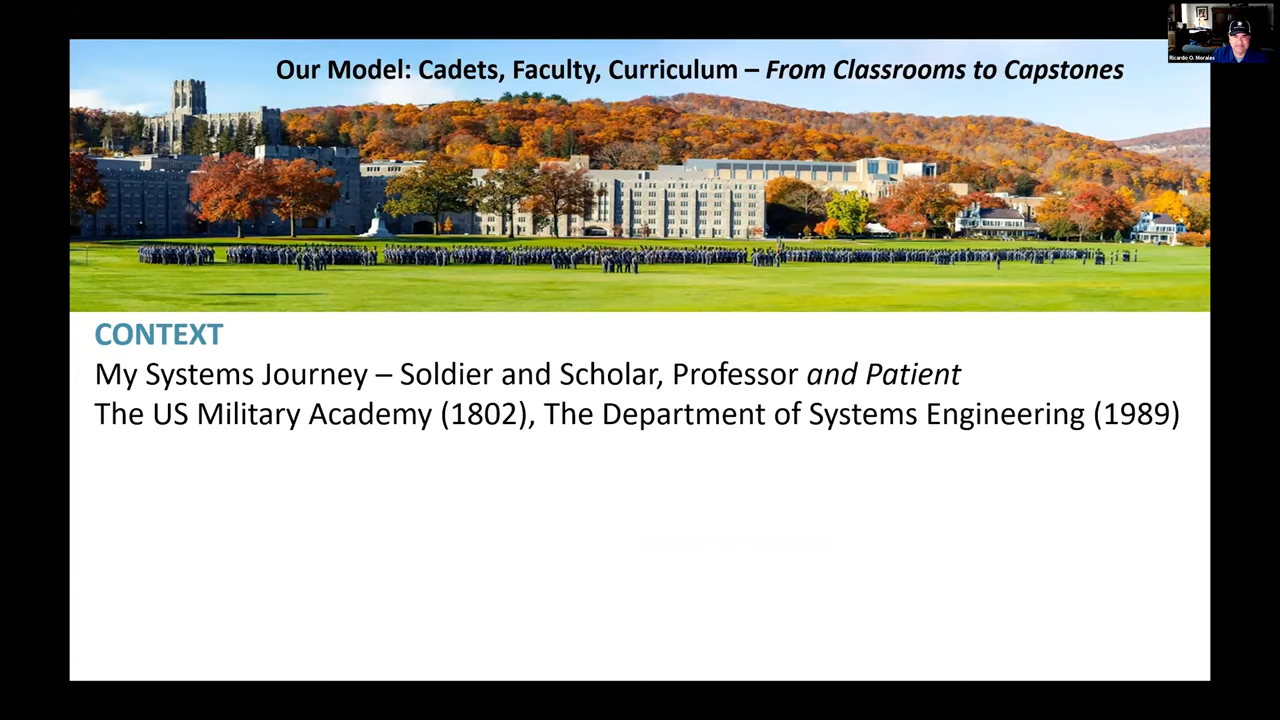 Our Model: Cadets, Faculty, Curriculum – From Classrooms to Capstones
Ricardo O. Morales
CONTEXT
My Systems Journey – Soldier and Scholar, Professor and Patient
The US Military Academy (1802), The Department of Systems Engineering (1989)